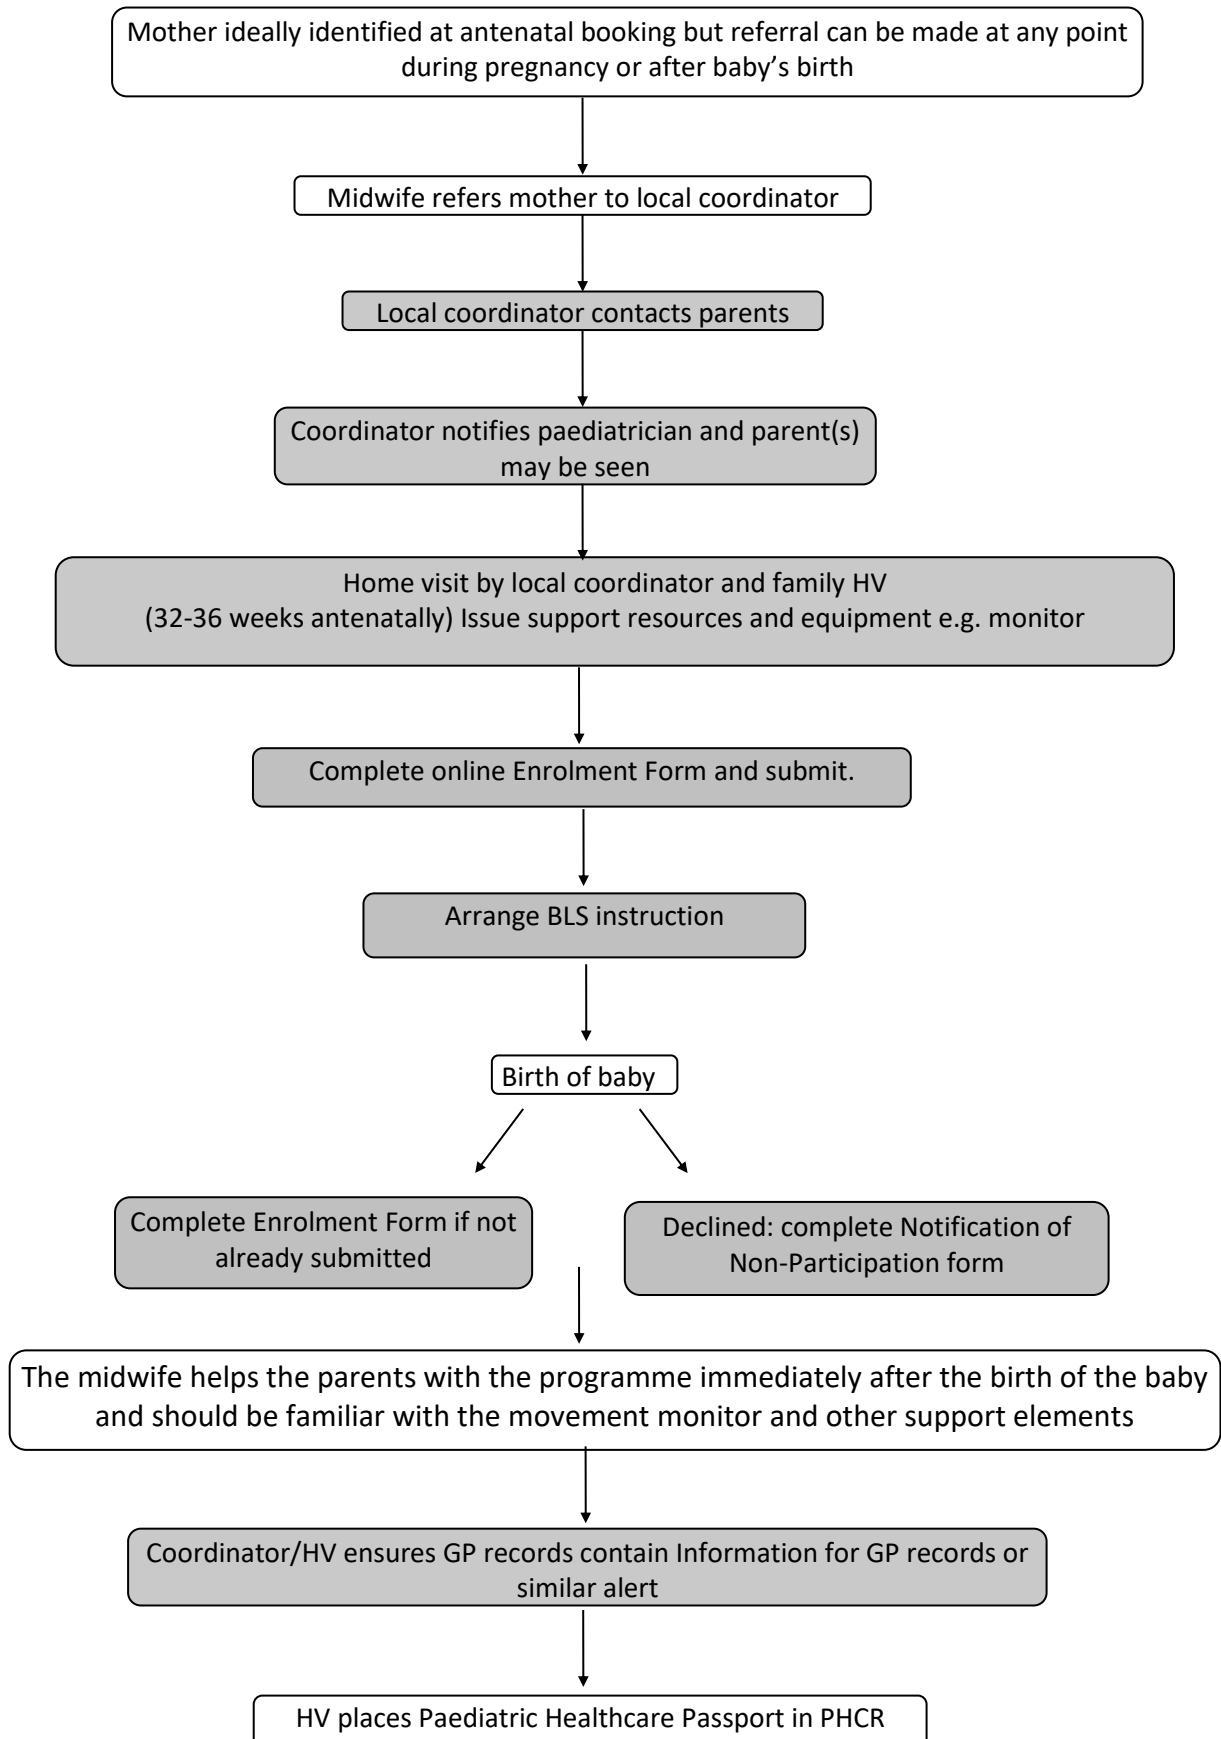 Mother ideally identified at antenatal booking but referral can be made at any point
during pregnancy or after baby’s birth
Midwife refers mother to local coordinator
Local coordinator contacts parents
Coordinator notifies paediatrician and parent(s)
may be seen
Home visit by local coordinator and family HV
(32-36 weeks antenatally) Issue support resources and equipment e.g. monitor
Complete online Enrolment Form and submit.
Arrange BLS instruction
Birth of baby
Complete Enrolment Form if not
already submitted
Declined: complete Notification of
Non-Participation form
The midwife helps the parents with the programme immediately after the birth of the baby
and should be familiar with the movement monitor and other support elements
Coordinator/HV ensures GP records contain Information for GP records or
similar alert
HV places Paediatric Healthcare Passport in PHCR